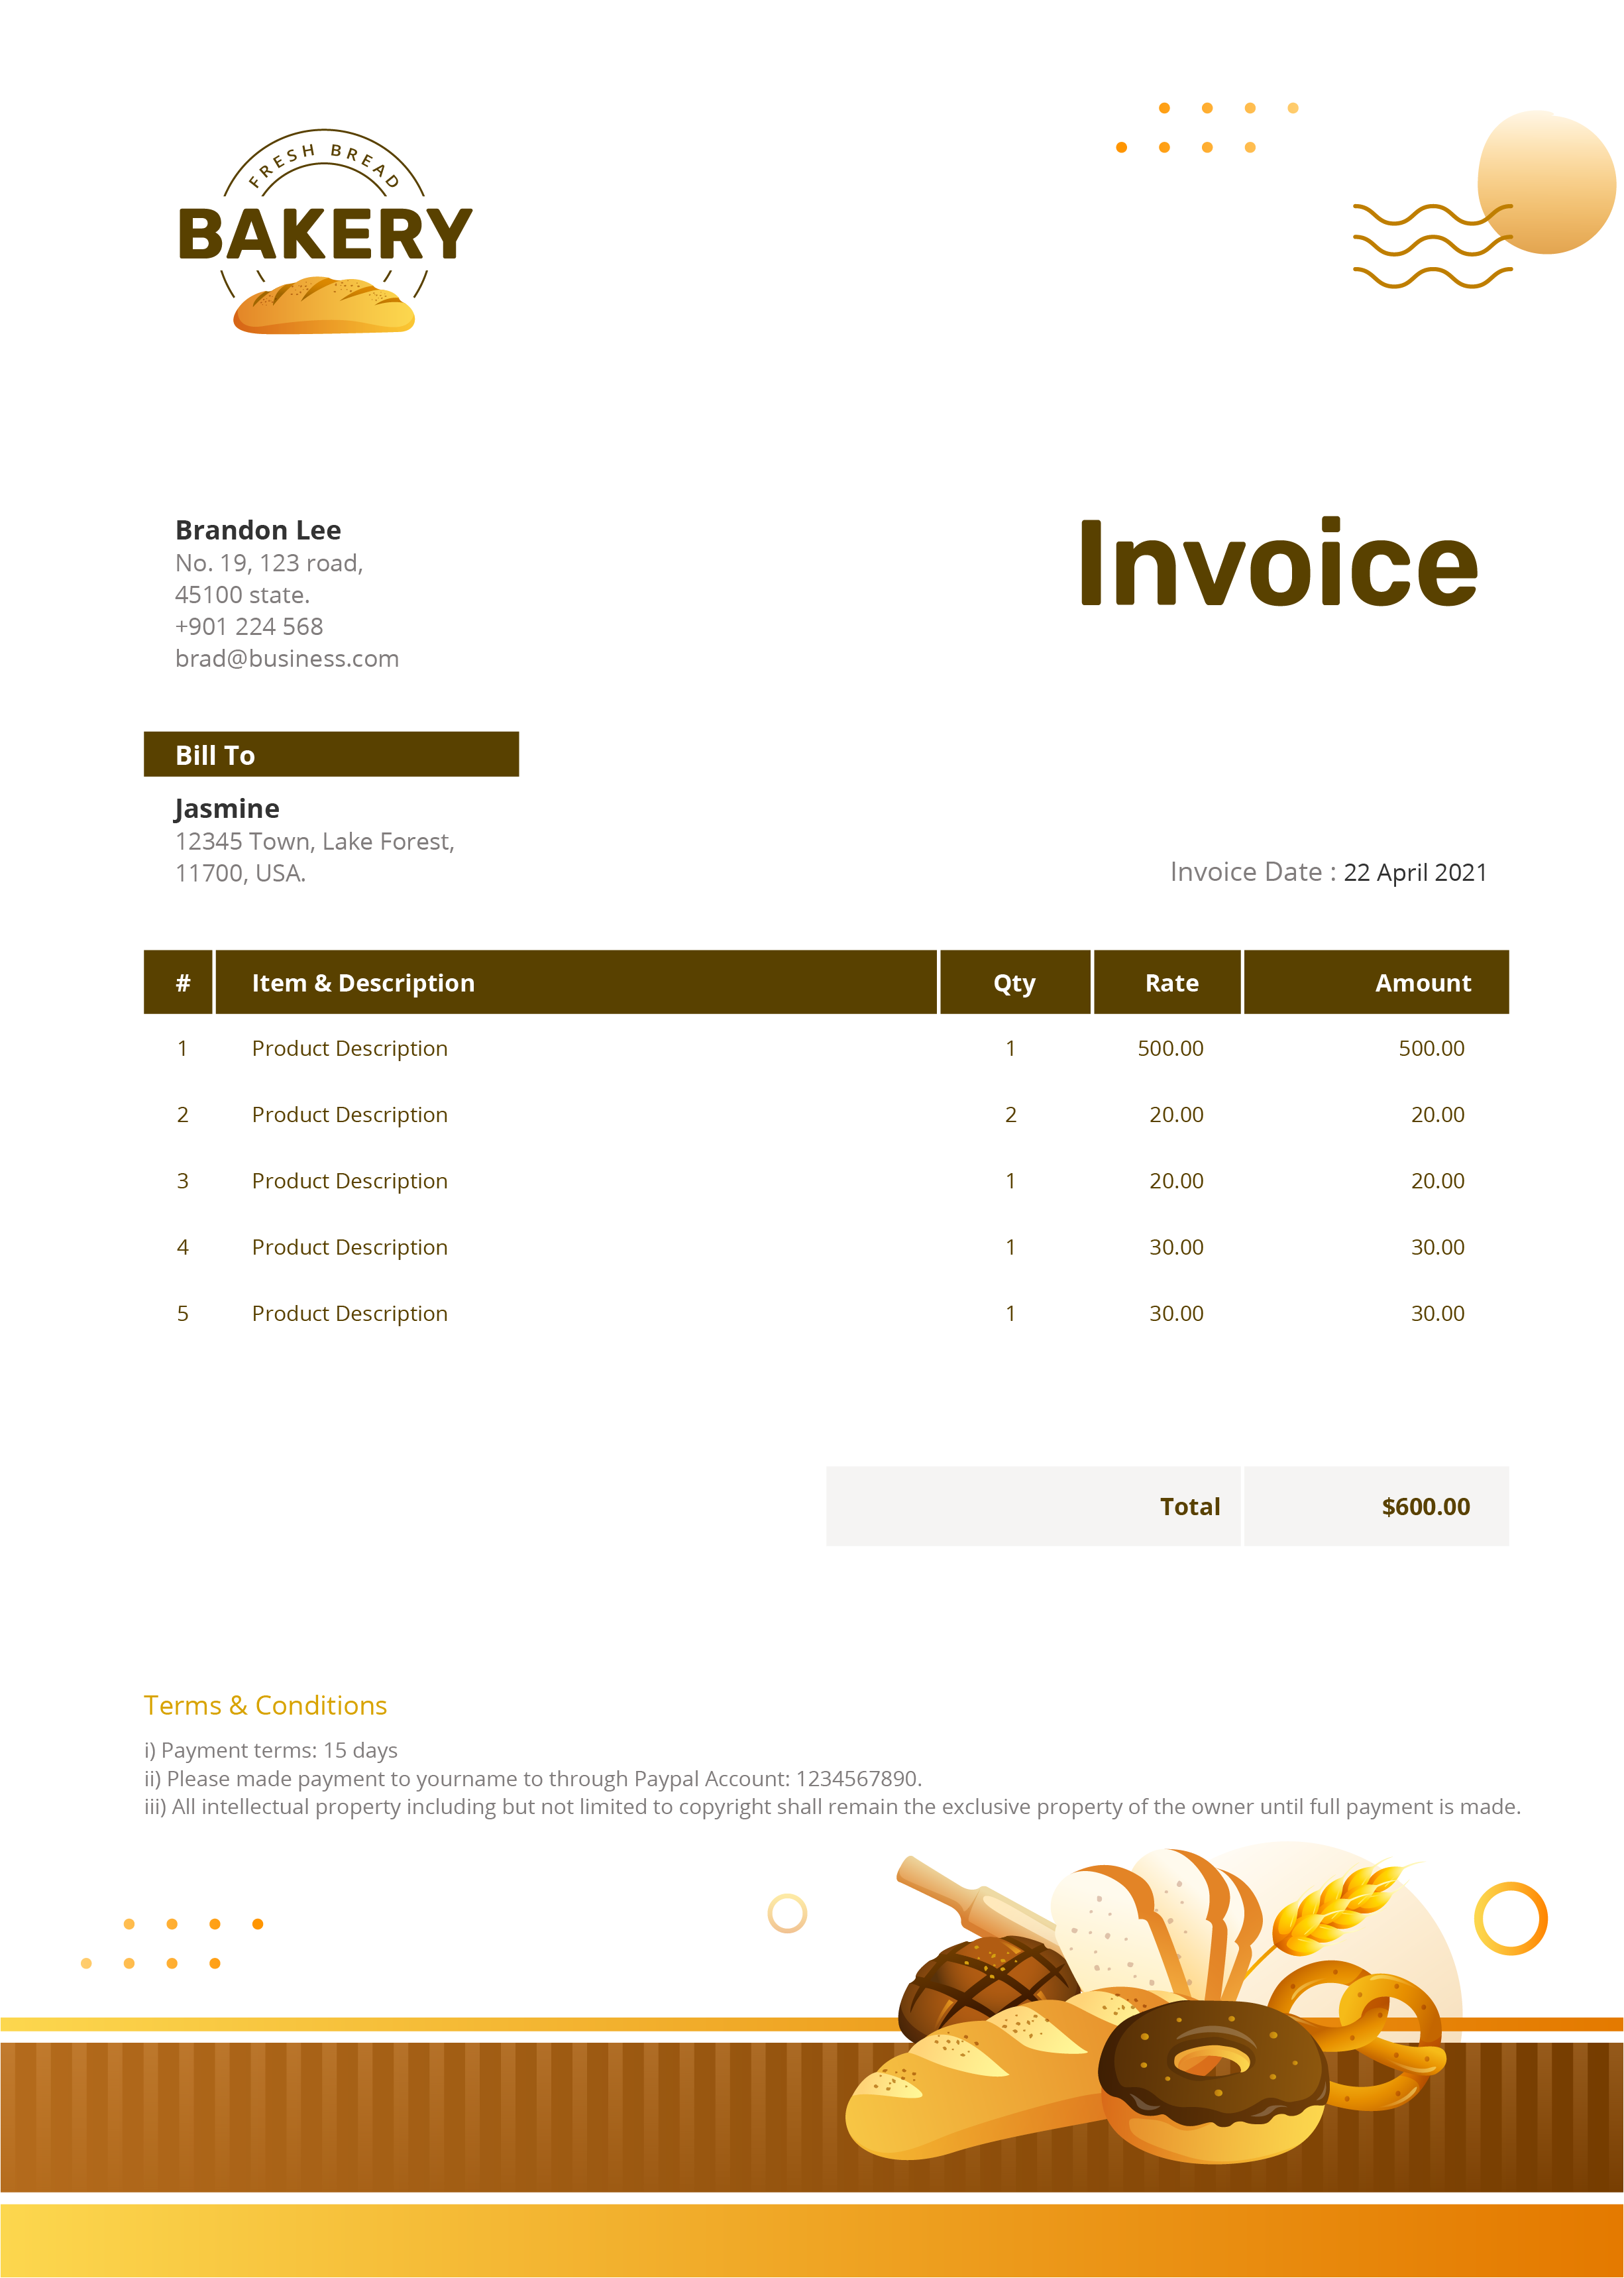 FRESH BREAD
BAKERY
Brandon Lee
No. 19, 123 road,
45100 state.
+901 224 568
brad@business.com
Invoice
Bill To
Jasmine
12345 Town, Lake Forest,
11700, USA.
Invoice Date : 22 April 2021
# Item & Description Qty Rate Amount
1 Product Description 1 500.00 500.00
2 Product Description 2 20.00 20.00
3 Product Description 1 20.00 20.00
4 Product Description 1 30.00 30.00
5 Product Description 1 30.00 30.00
Total $600.00
Terms & Conditions
i) Payment terms: 15 days
ii) Please made payment to yourname to through Paypal Account: 1234567890.
iii) All intellectual property including but not limited to copyright shall remain the exclusive property of the owner until full payment is made.